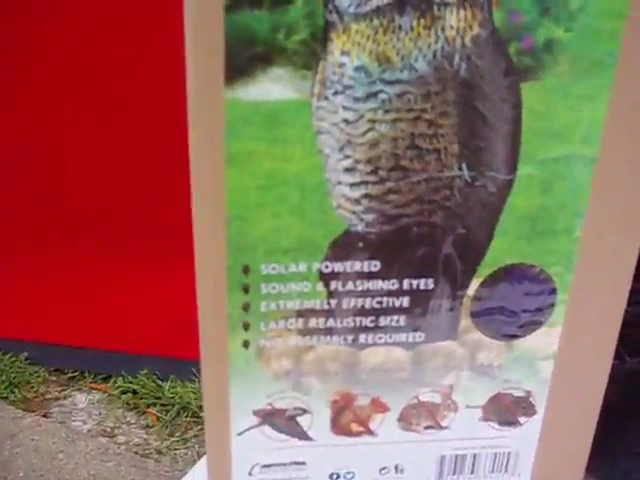 SOLAR POWERED
SOUND & FLASHING EYES
EXTREMELY EFFECTIVE
LARGE REALISTIC SIZE
NO ASSEMBLY REQUIRED